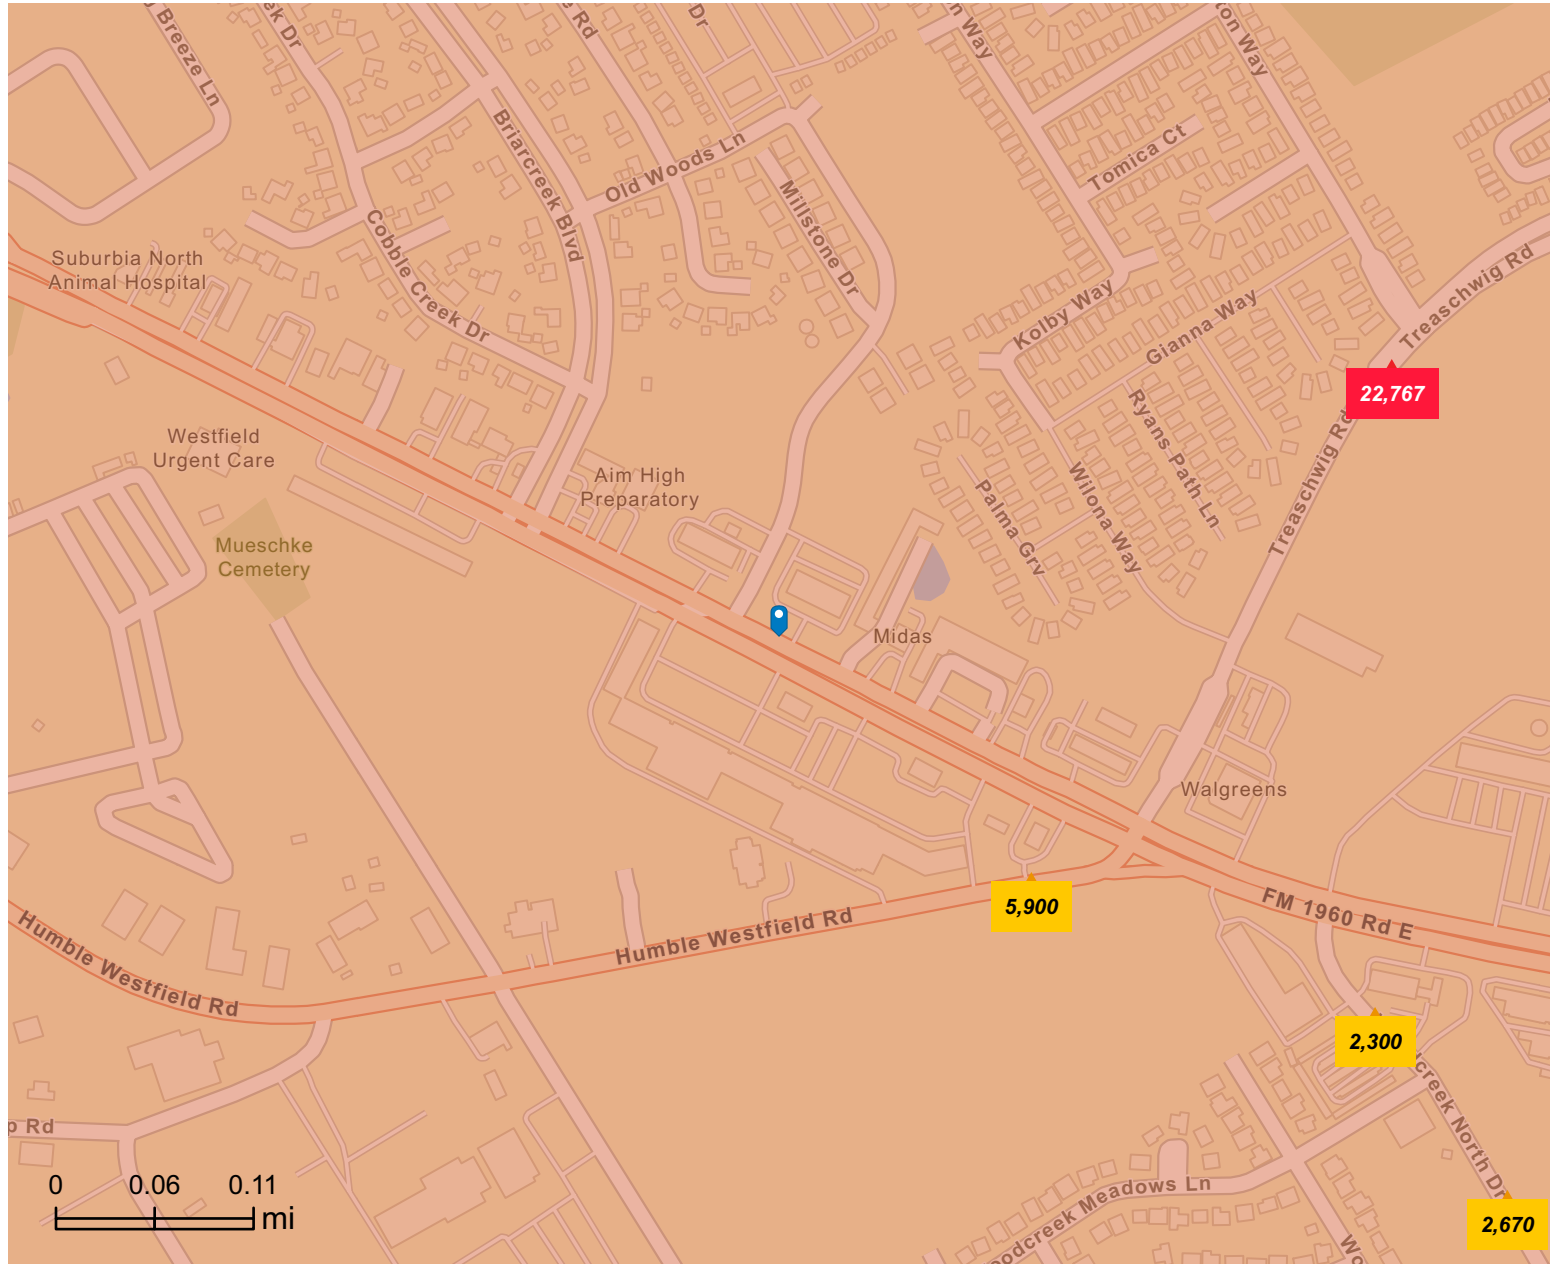 Breeze Ln
ek Dr
e Rd
Dr
n Way
ton Way
Briarcreek Blvd
Old Woods Ln
Tomica Ct
Millstone Dr
Cobble Creek Dr
Suburbia North
Animal Hospital
Kolby Way
Gianna Way
Treaschwig Rd
22,767
Ryans Path Ln
Treaschwig Rd
Westfield
Urgent Care
Aim High
Preparatory
Palma Grv
Wilona Way
Mueschke
Cemetery
Midas
Walgreens
5,900
FM 1960 Rd E
Humble Westfield Rd
Humble Westfield Rd
2,300
creek North Dr
p Rd
odcreek Meadows Ln
Wo
2,670
0 0.06 0.11
mi